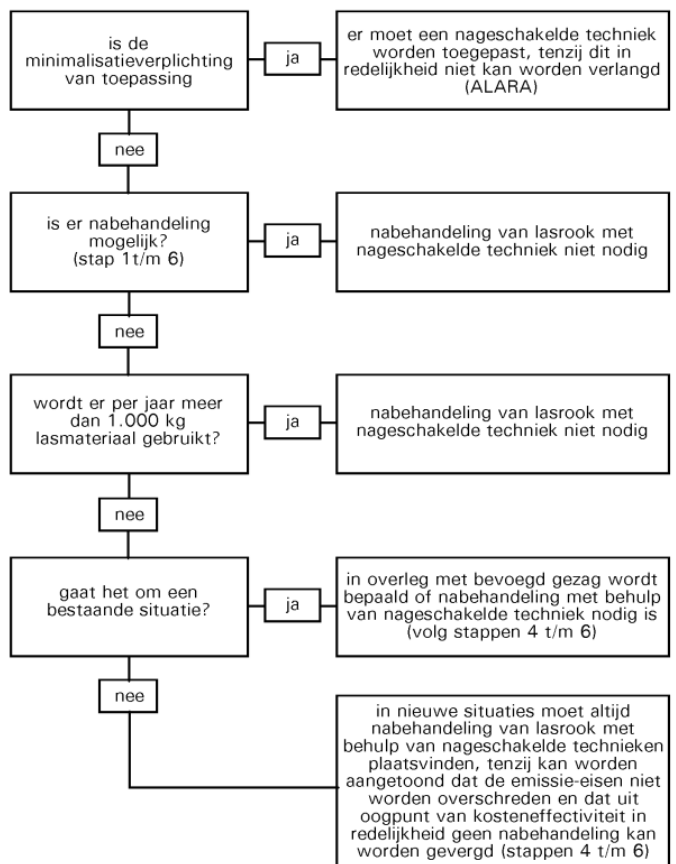 is de
minimalisatieverplichting
van toepassing
ja
er moet een nageschakelde techniek
worden toegepast, tenzij dit in
redelijkheid niet kan worden verlangd
(ALARA)
nee
is er nabehandeling
mogelijk?
(stap 1t/m 6)
ja
nabehandeling van lasrook met
nageschakelde techniek niet nodig
nee
wordt er per jaar meer
dan 1.000 kg
lasmateriaal gebruikt?
ja
nabehandeling van lasrook met
nageschakelde techniek niet nodig
nee
gaat het om een
bestaande situatie?
ja
in overleg met bevoegd gezag wordt
bepaald of nabehandeling met behulp
van nageschakelde techniek nodig is
(volg stappen 4 t/m 6)
nee
in nieuwe situaties moet altijd
nabehandeling van lasrook met
behulp van nageschakelde technieken
plaatsvinden, tenzij kan worden
aangetoond dat de emissie-eisen niet
worden overschreden en dat uit
oogpunt van kosteneffectiviteit in
redelijkheid geen nabehandeling kan
worden gevergd (stappen 4 t/m 6)